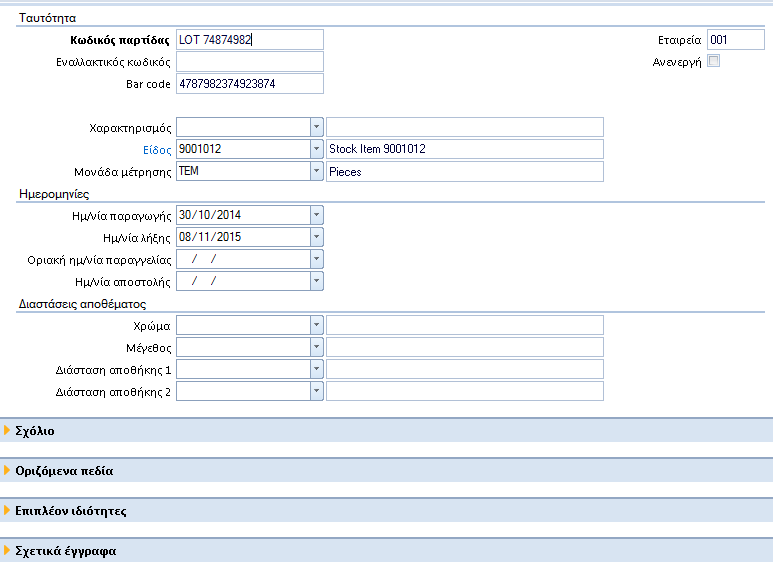 Ταυτότητα
Κωδικός παρτίδας LOT 74874982 Εταιρεία 001
Εναλλακτικός κωδικός Ανενεργή
Bar code 4787982374923874
Χαρακτηρισμός
Είδος 9001012 Stock Item 9001012
Μονάδα μέτρησης ΤΕΜ Pieces
Ημερομηνίες
Ημ/νία παραγωγής 30/10/2014
Ημ/νία λήξης 08/11/2015
Οριακή ημ/νία παραγγελίας / /
Ημ/νία αποστολής / /
Διαστάσεις αποθέματος
Χρώμα
Μέγεθος
Διάσταση αποθήκης 1
Διάσταση αποθήκης 2
Σχόλιο
Οριζόμενα πεδία
Επιπλέον ιδιότητες
Σχετικά έγγραφα